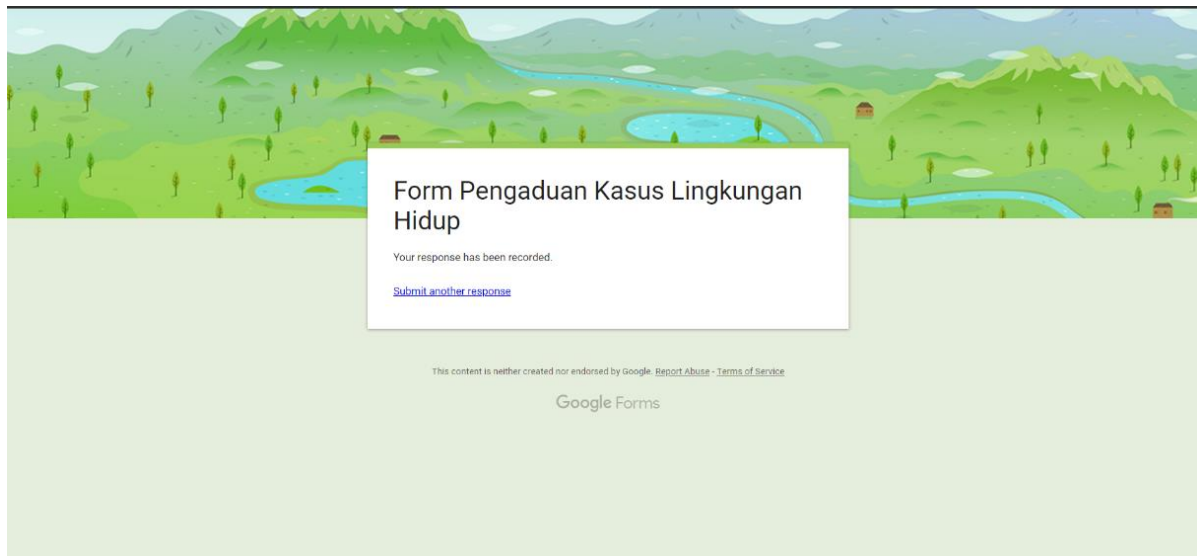 Form Pengaduan Kasus Lingkungan
Hidup
Your response has been recorded.
Submit another response
This content is neither created nor endorsed by Google. Report Abuse - Terms of Service
Google Forms